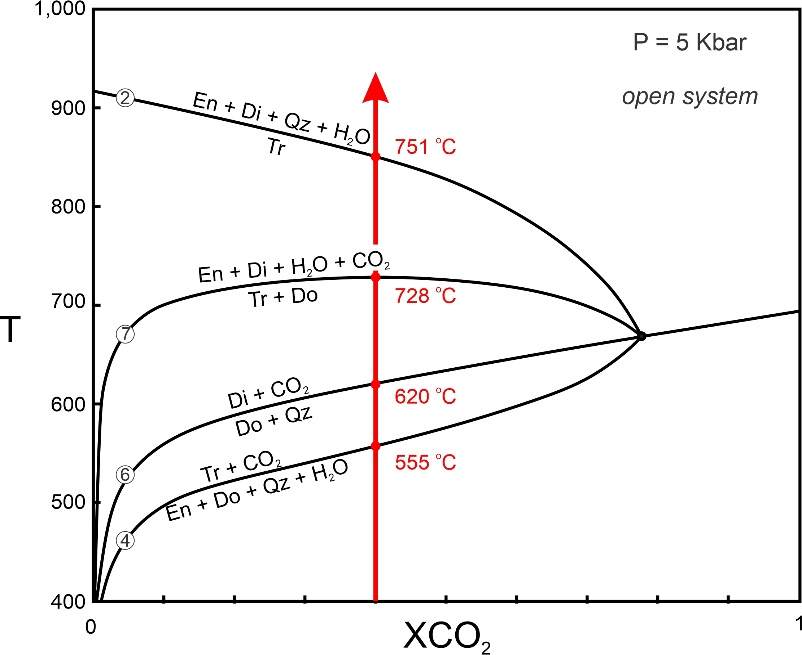 1,000
P = 5 Kbar
open system
900
2
En + Di + Qz + H₂O
Tr
751 °C
800
En + Di + H₂O + CO₂
Tr + Do
728 °C
700
T
7
600
Di + CO₂
Do + Qz
620 °C
6
Tr + CO₂
En + Do + Qz + H₂O
555 °C
500
4
400
0
XCO₂
1